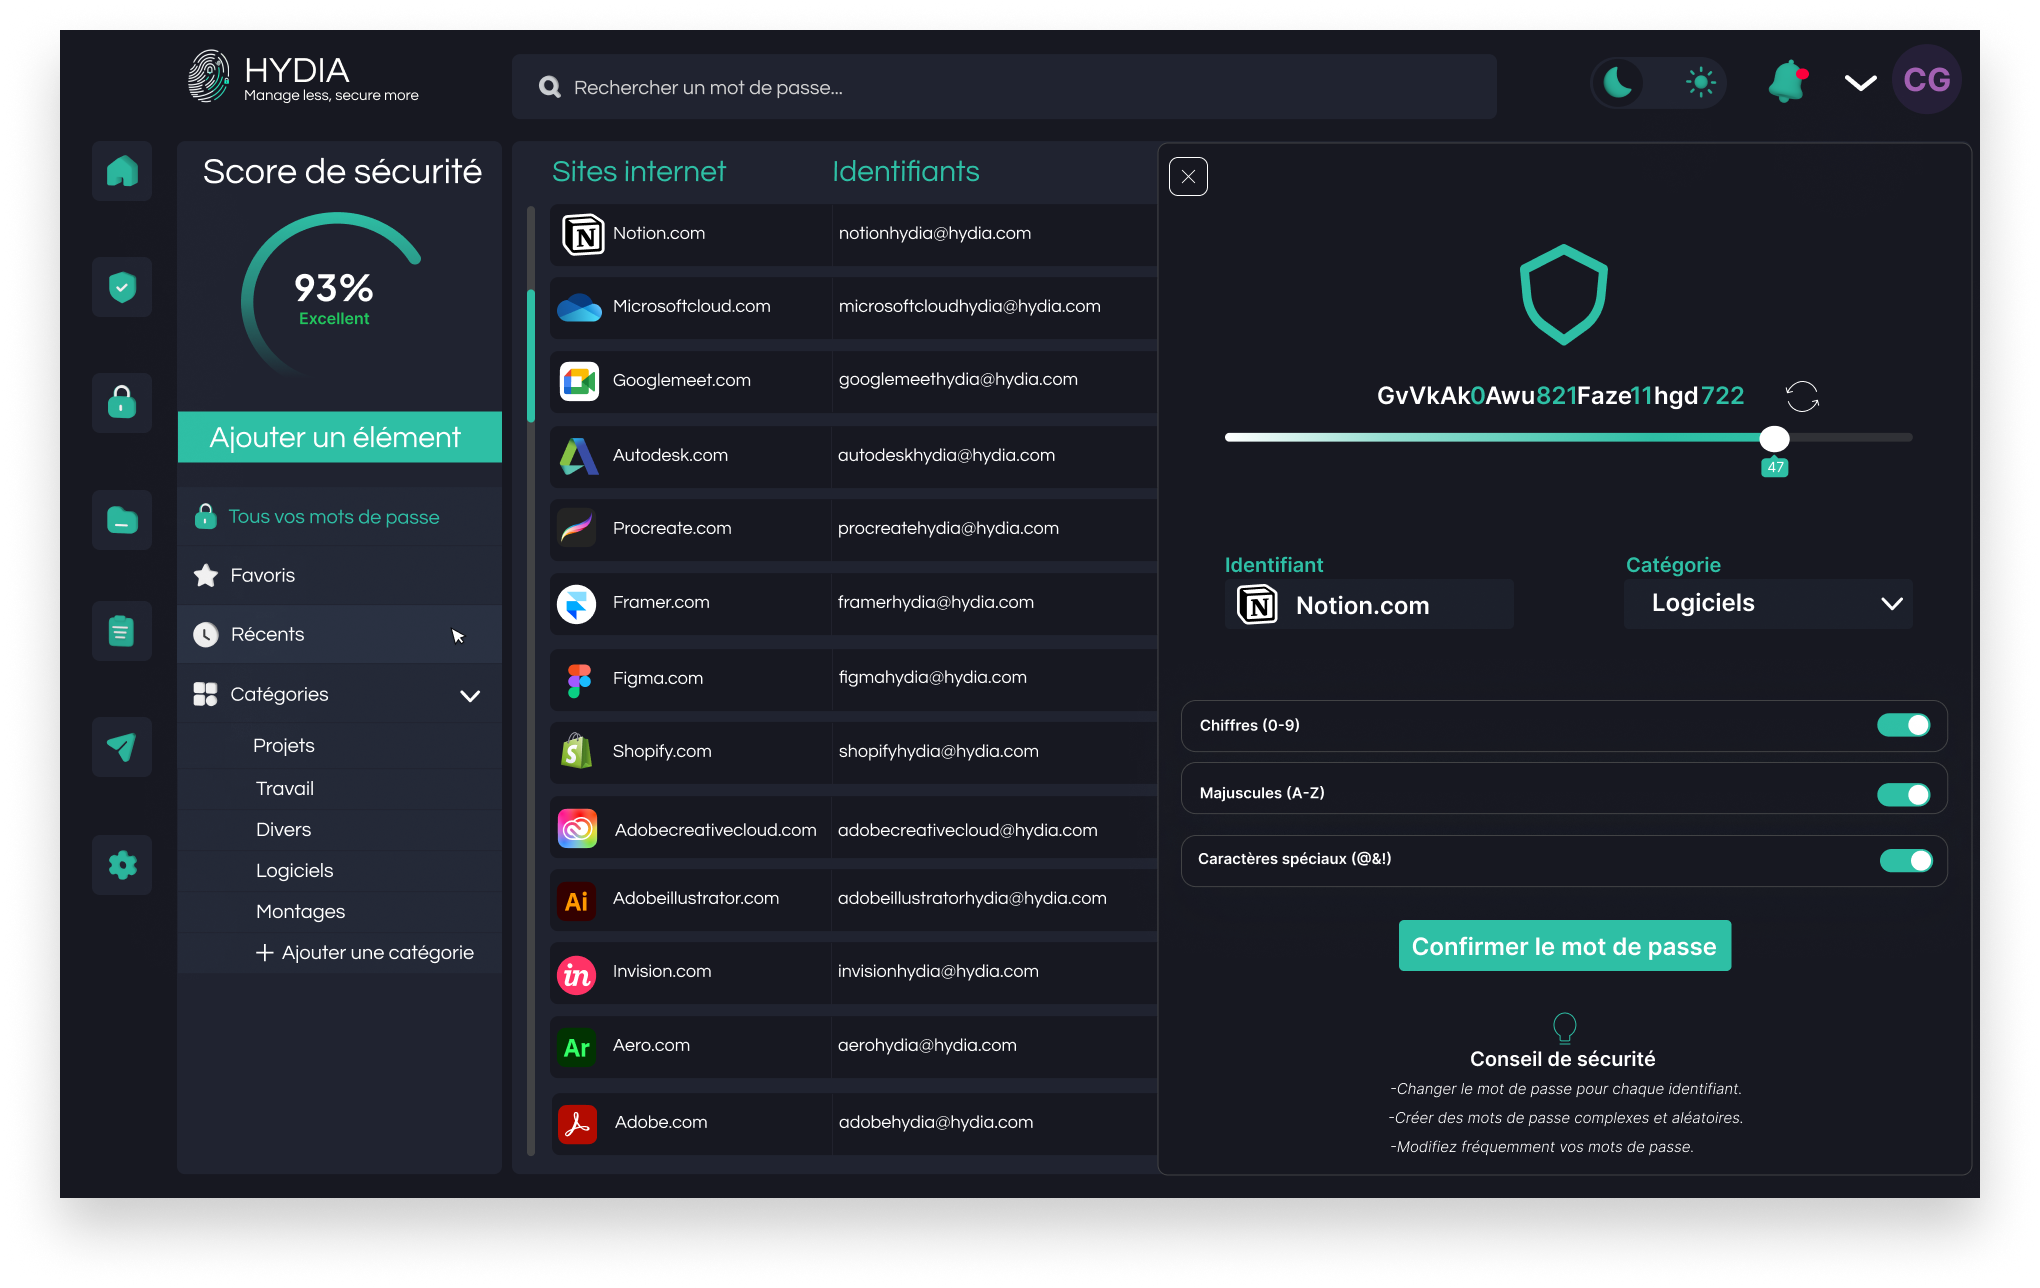 HYDIA
Manage less, secure more
Rechercher un mot de passe...
CG
Score de sécurité
93%
Excellent
Ajouter un élément
Tous vos mots de passe
Favoris
Récents
Catégories
Projets
Travail
Divers
Logiciels
Montages
+ Ajouter une catégorie
Sites internet Identifiants
Notion.com notionhydia@hydia.com
Microsoftcloud.com microsoftcloudhydia@hydia.com
Googlemeet.com googlemeethydia@hydia.com
Autodesk.com autodeskhydia@hydia.com
Procreate.com procreatehydia@hydia.com
Framer.com framerhydia@hydia.com
Figma.com figmahydia@hydia.com
Shopify.com shopifyhydia@hydia.com
Adobecreativecloud.com adobecreativecloud@hydia.com
Ai Adobeillustrator.com adobeillustratorhydia@hydia.com
in Invision.com invisionhydia@hydia.com
Ar Aero.com aerohydia@hydia.com
Adobe.com adobehydia@hydia.com
GvVkAk0Awu821Faze11hgd722
47
Identifiant Catégorie
Notion.com Logiciels
Chiffres (0-9)
Majuscules (A-Z)
Caractères spéciaux (@&!)
Confirmer le mot de passe
Conseil de sécurité
-Changer le mot de passe pour chaque identifiant.
-Créer des mots de passe complexes et aléatoires.
-Modifiez fréquemment vos mots de passe.